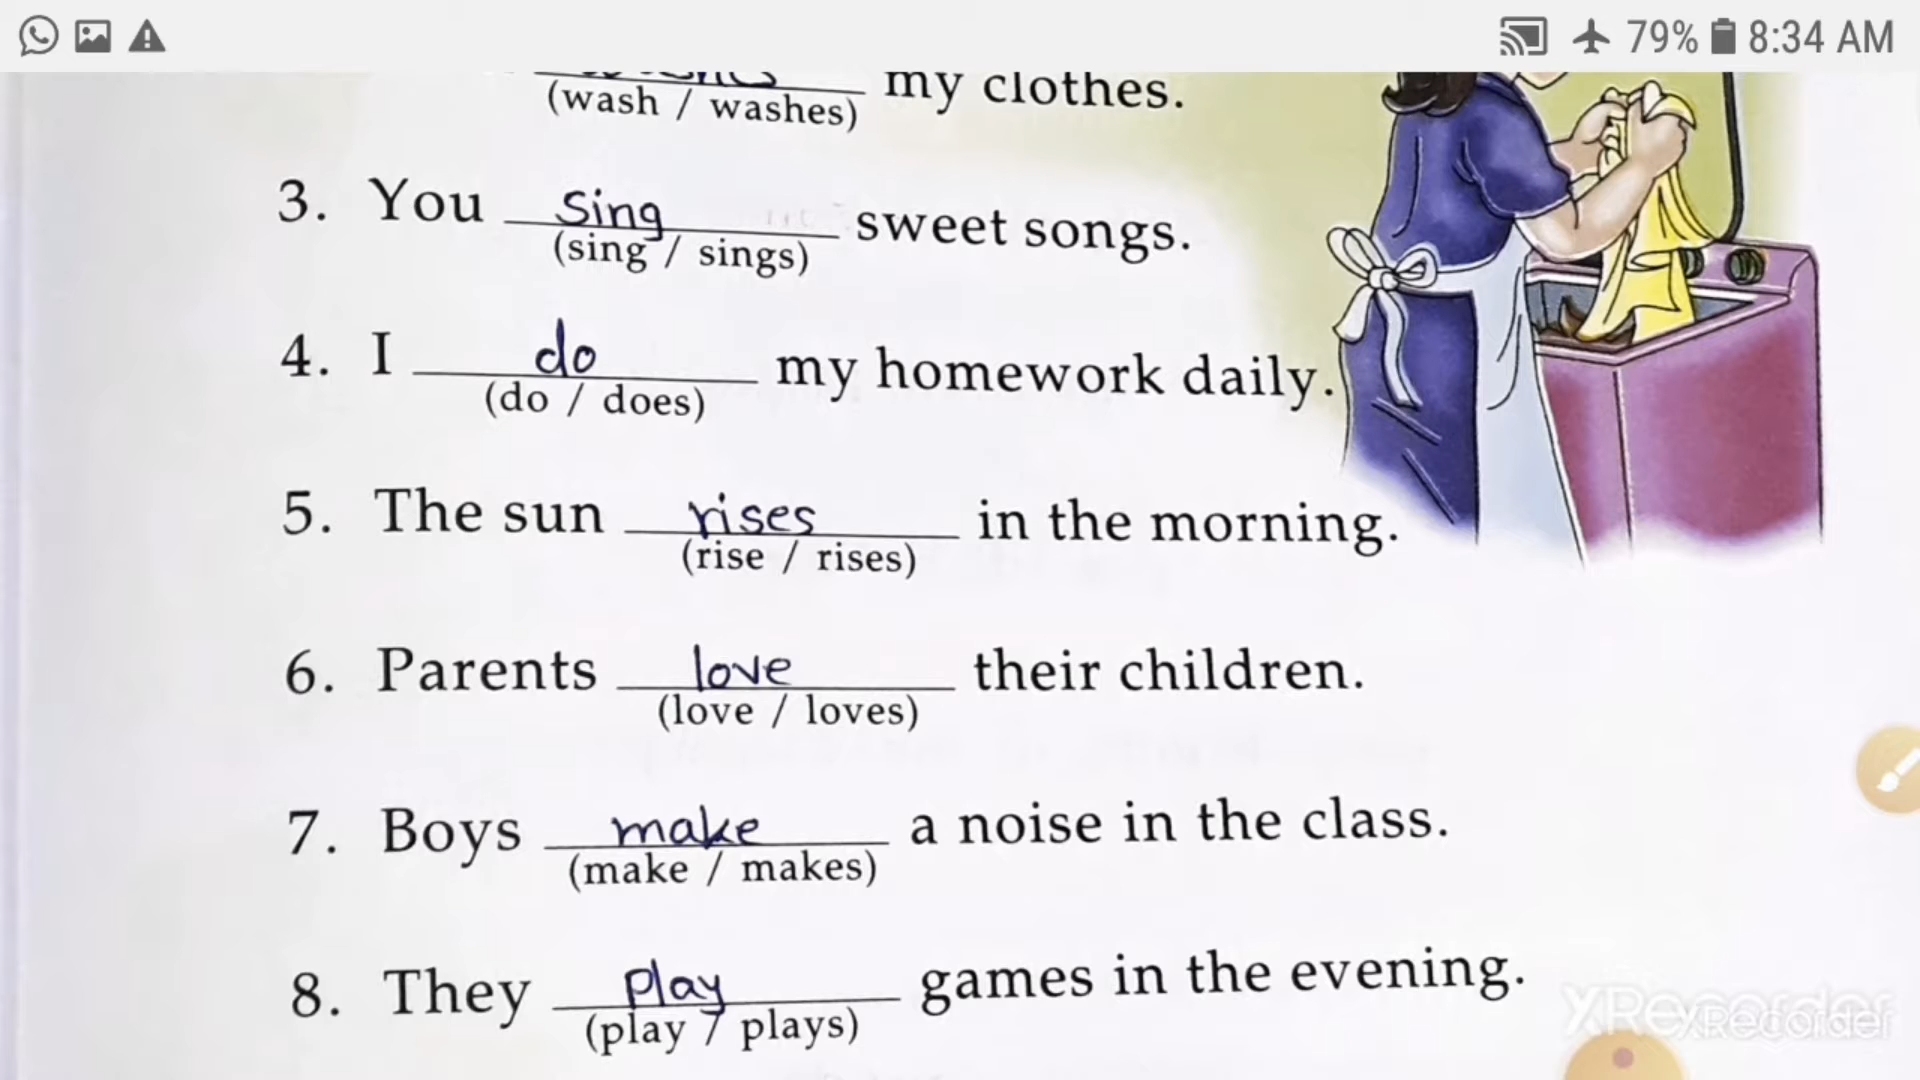 79% 8:34 AM
my clothes.
(wash / washes)
3. You sing sweet songs.
(sing / sings)
4. I do my homework daily.
(do / does)
5. The sun rises in the morning.
(rise / rises)
6. Parents love their children.
(love / loves)
7. Boys make a noise in the class.
(make / makes)
8. They play games in the evening.
(play / plays)
XRecorder
XRecorder